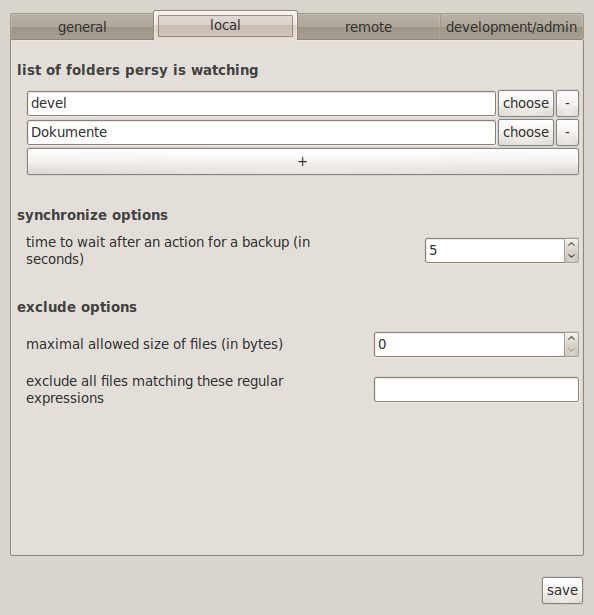 general local remote development/admin
list of folders persy is watching
devel choose -
Dokumente choose -
+
synchronize options
time to wait after an action for a backup (in
seconds)
5
exclude options
maximal allowed size of files (in bytes) 0
exclude all files matching these regular
expressions
save